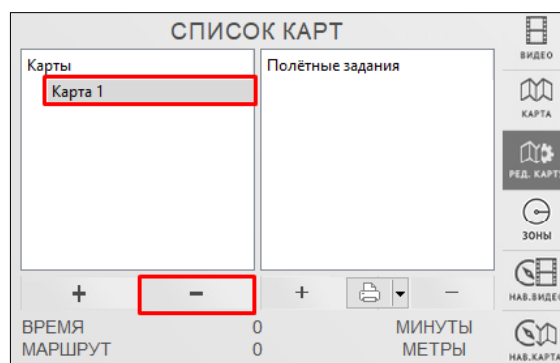 СПИСОК КАРТ
Карты
Карта 1
Полётные задания
+ − + −
ВРЕМЯ 0 МИНУТЫ
МАРШРУТ 0 МЕТРЫ
ВИДЕО
КАРТА
РЕД. КАРТ
ЗОНЫ
НАВ.ВИДЕО
НАВ.КАРТА